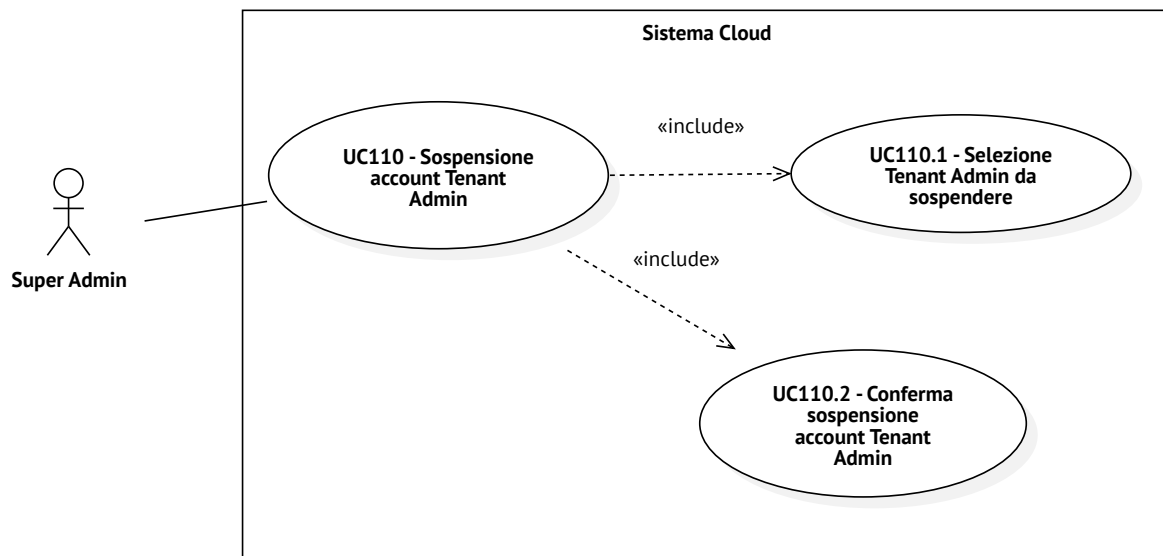 Sistema Cloud
«include»
UC110 - Sospensione
account Tenant
Admin
UC110.1 - Selezione
Tenant Admin da
sospendere
Super Admin
«include»
UC110.2 - Conferma
sospensione
account Tenant
Admin